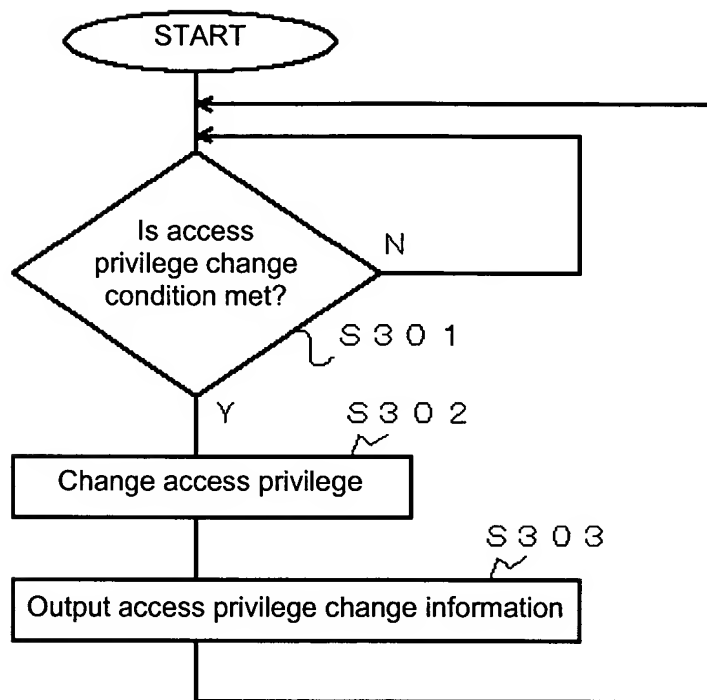 START
Is access
privilege change
condition met?
N
S301
Y
S302
Change access privilege
S303
Output access privilege change information